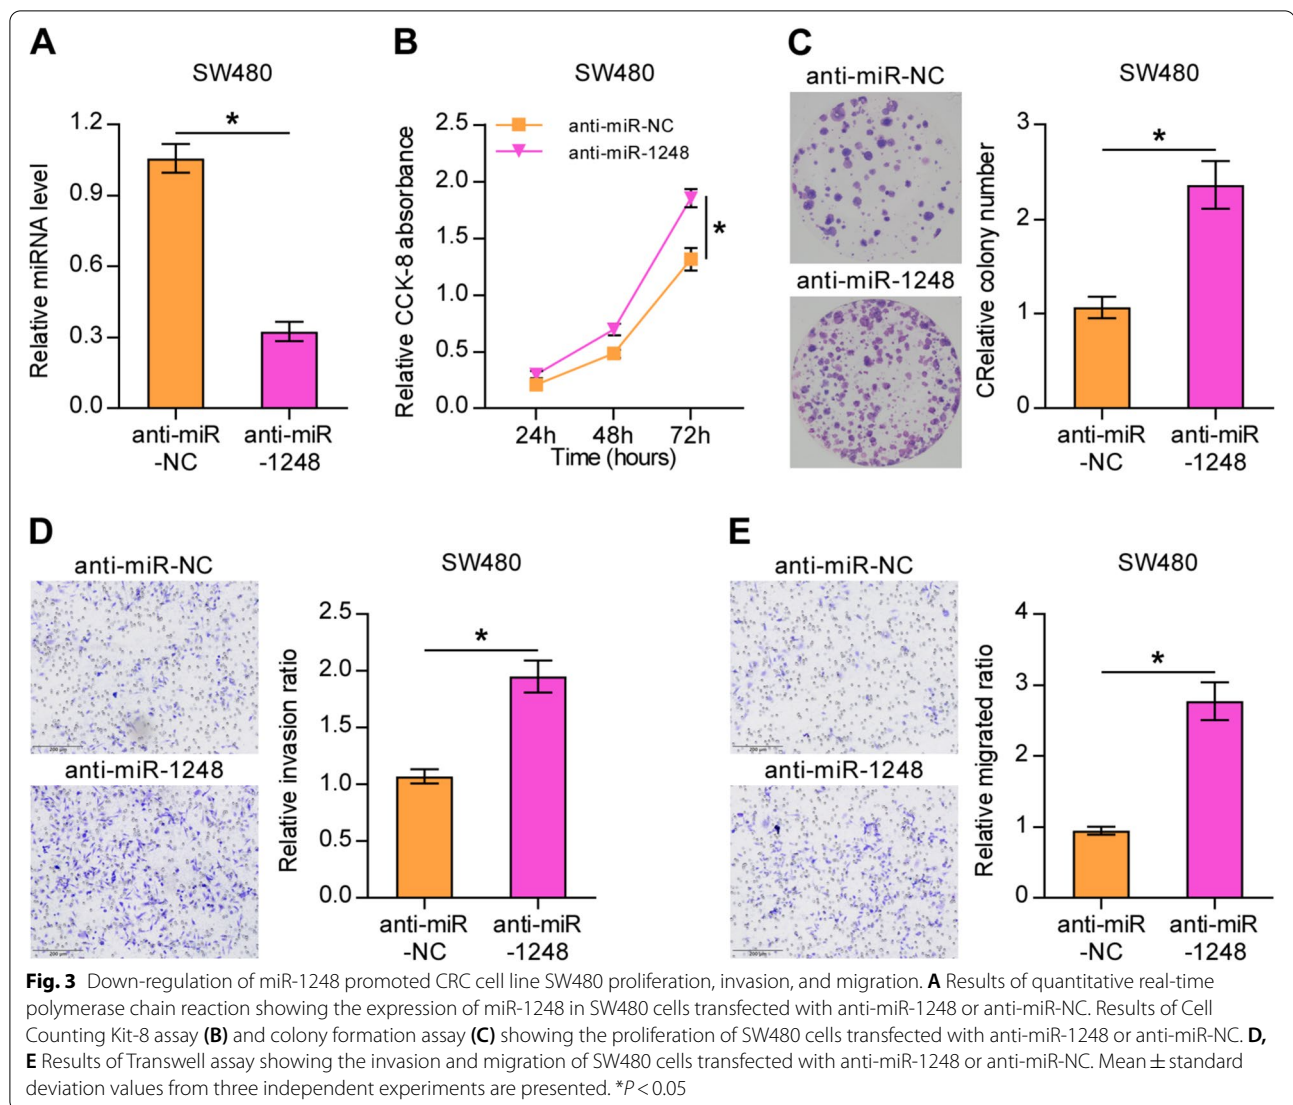 A
SW480
*
Relative miRNA level
1.2
0.9
0.6
0.3
0.0
anti-miR
-NC
anti-miR
-1248
B
SW480
anti-miR-NC
anti-miR-1248
*
Relative CCK-8 absorbance
2.5
2.0
1.5
1.0
0.5
0.0
24h 48h 72h
Time (hours)
C
anti-miR-NC
anti-miR-1248
SW480
*
CRelative colony number
3
2
1
0
anti-miR
-NC
anti-miR
-1248
D
anti-miR-NC
200 μm
anti-miR-1248
200 μm
SW480
*
Relative invasion ratio
2.5
2.0
1.5
1.0
0.5
0.0
anti-miR
-NC
anti-miR
-1248
E
anti-miR-NC
200 μm
anti-miR-1248
200 μm
SW480
*
Relative migrated ratio
4
3
2
1
0
anti-miR
-NC
anti-miR
-1248
Fig. 3 Down-regulation of miR-1248 promoted CRC cell line SW480 proliferation, invasion, and migration. A Results of quantitative real-time
polymerase chain reaction showing the expression of miR-1248 in SW480 cells transfected with anti-miR-1248 or anti-miR-NC. Results of Cell
Counting Kit-8 assay (B) and colony formation assay (C) showing the proliferation of SW480 cells transfected with anti-miR-1248 or anti-miR-NC. D,
E Results of Transwell assay showing the invasion and migration of SW480 cells transfected with anti-miR-1248 or anti-miR-NC. Mean ± standard
deviation values from three independent experiments are presented. *P < 0.05